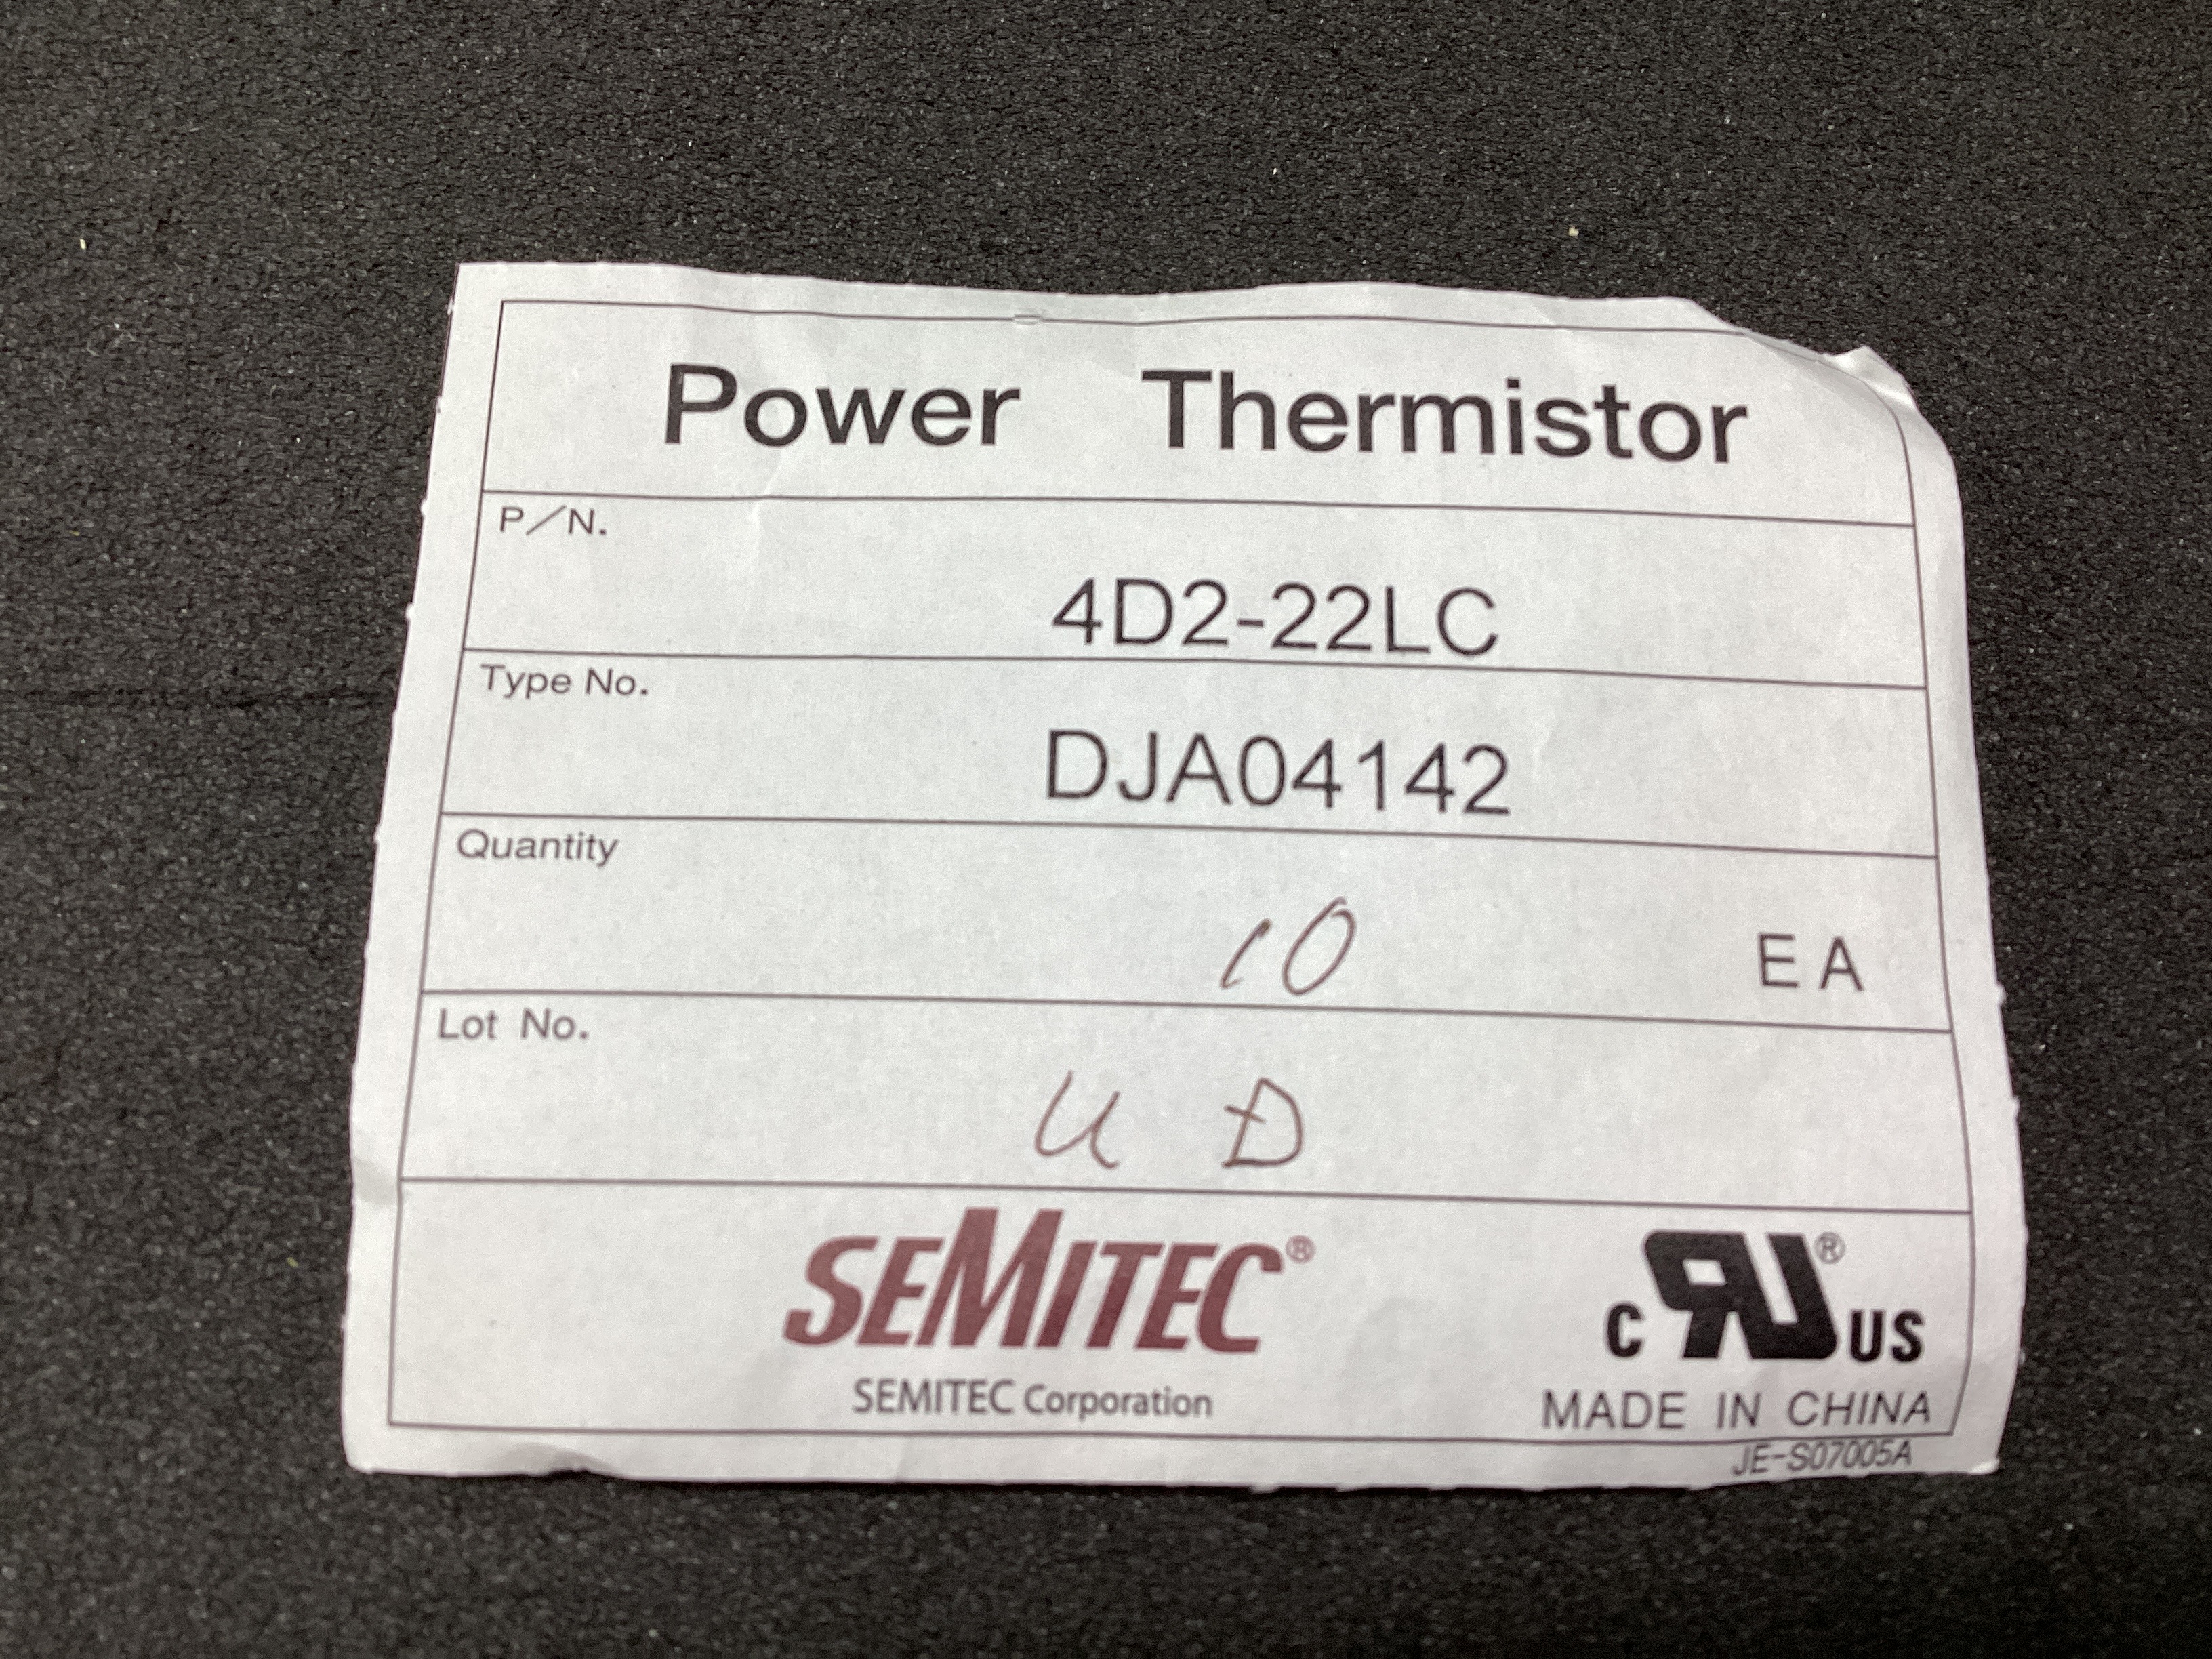 Power Thermistor
P/N.
4D2-22LC
Type No.
DJA04142
Quantity
10 EA
Lot No.
U D
SEMITEC®
SEMITEC Corporation
c RU® US
MADE IN CHINA
JE-S07005A